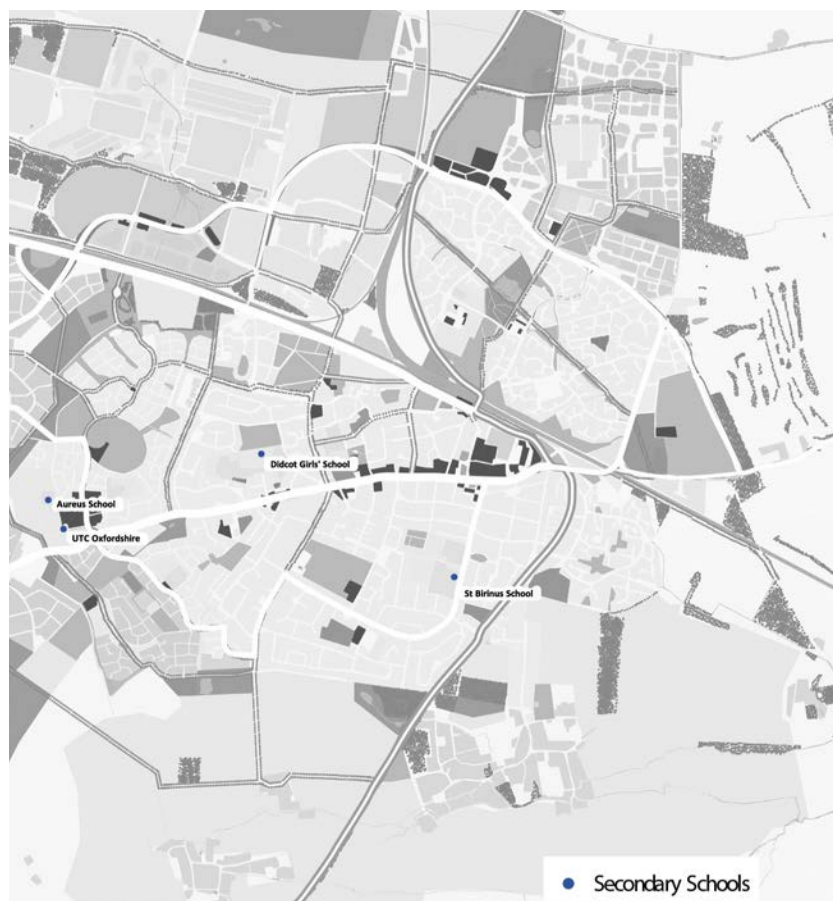 Didcot Girls' School
Aureus School
UTC Oxfordshire
St Birinus School
Secondary Schools